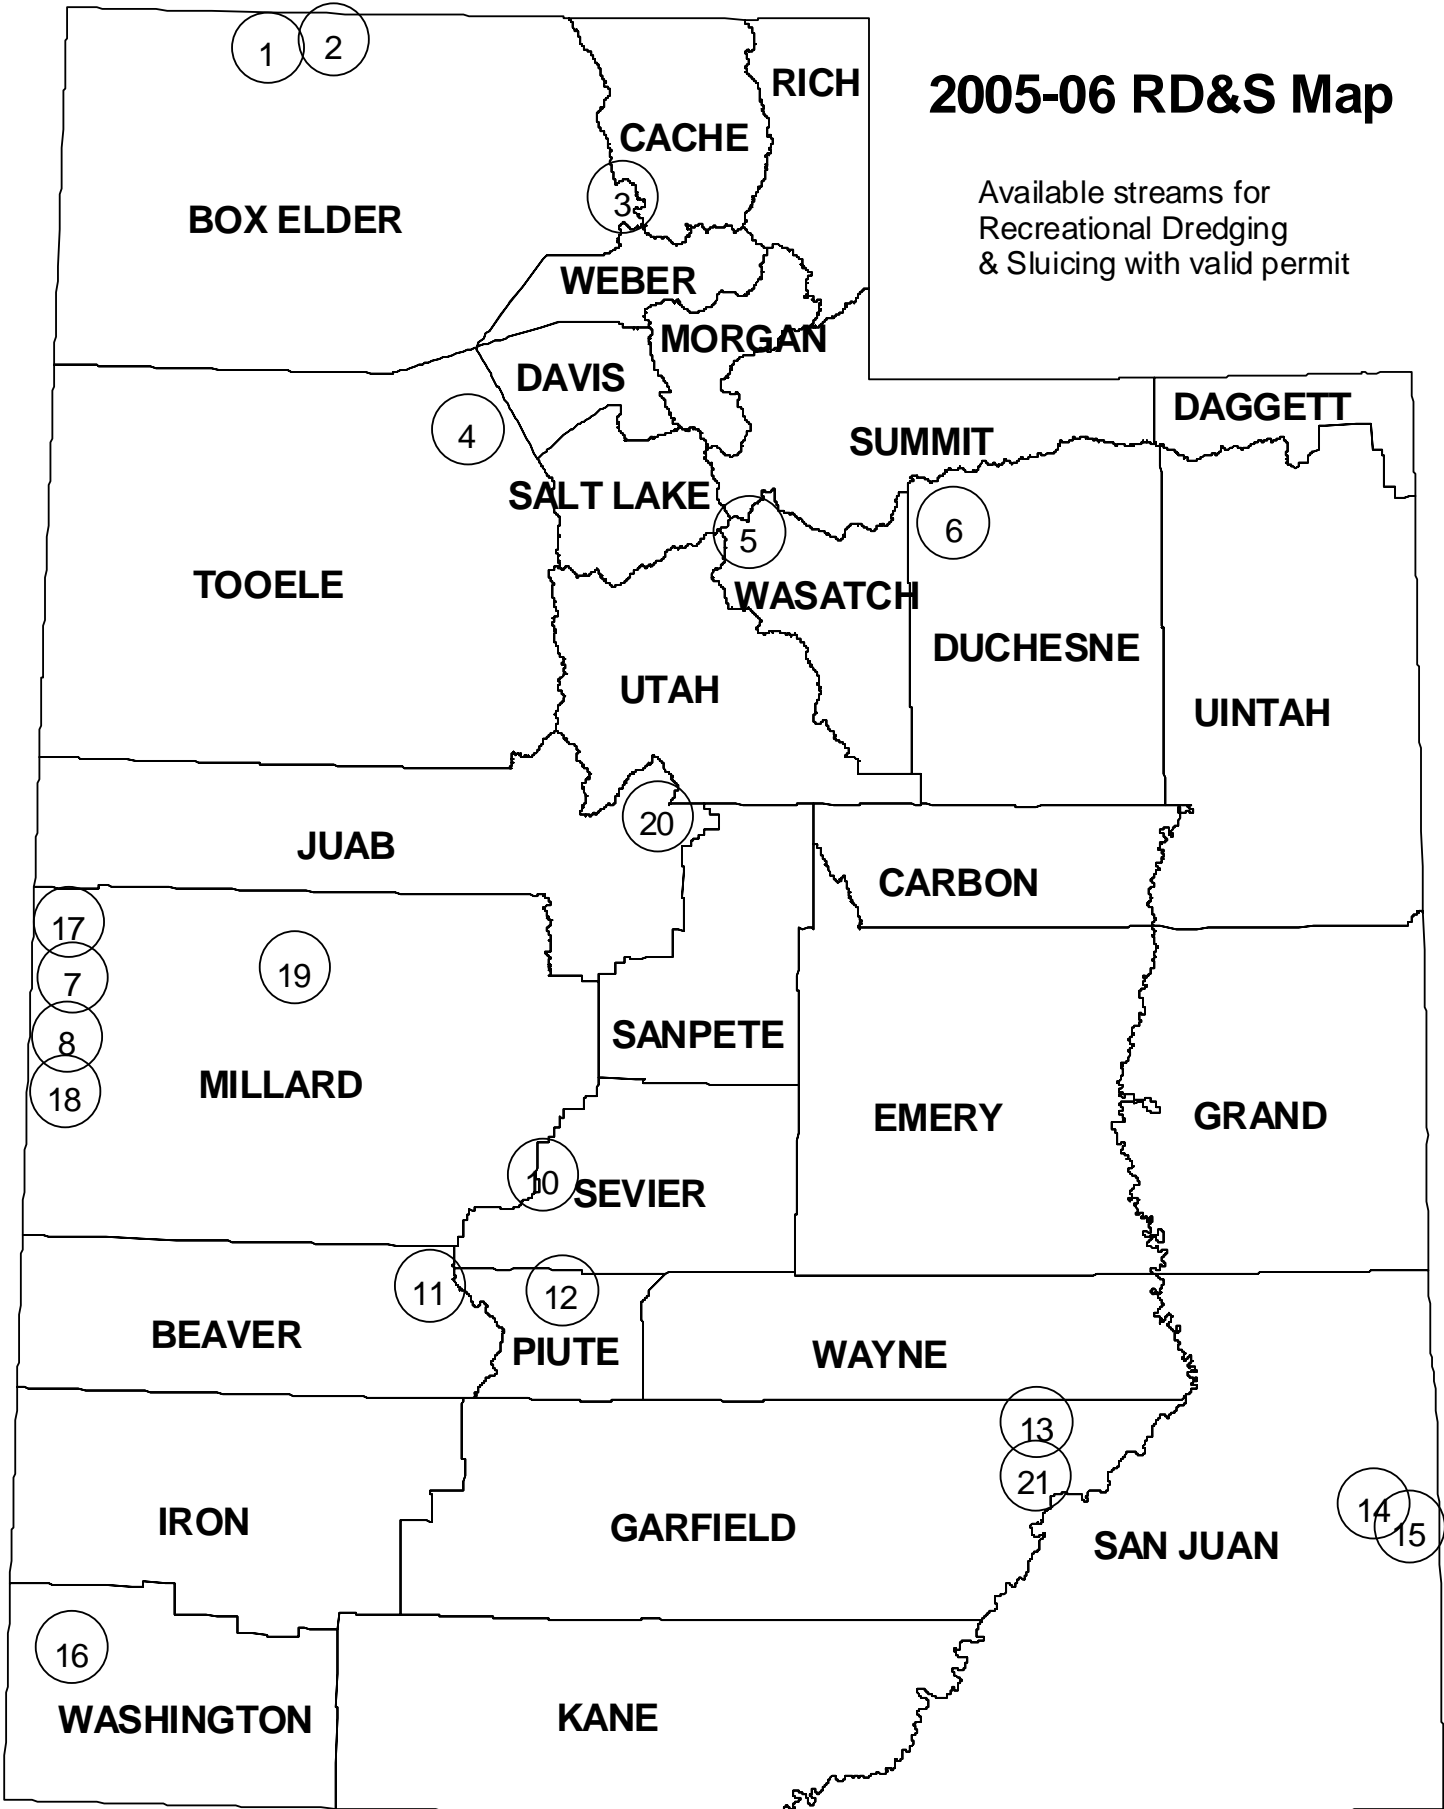 1
2
RICH
2005-06 RD&S Map
CACHE
Available streams for
Recreational Dredging
& Sluicing with valid permit
3
BOX ELDER
WEBER
MORGAN
DAVIS
DAGGETT
4
SUMMIT
SALT LAKE
5
6
TOOELE
WASATCH
DUCHESNE
UTAH
UINTAH
20
JUAB
CARBON
17
7
19
8
SANPETE
18
MILLARD
EMERY
GRAND
10
SEVIER
11
12
BEAVER
PIUTE
WAYNE
13
21
14
15
IRON
GARFIELD
SAN JUAN
16
WASHINGTON
KANE